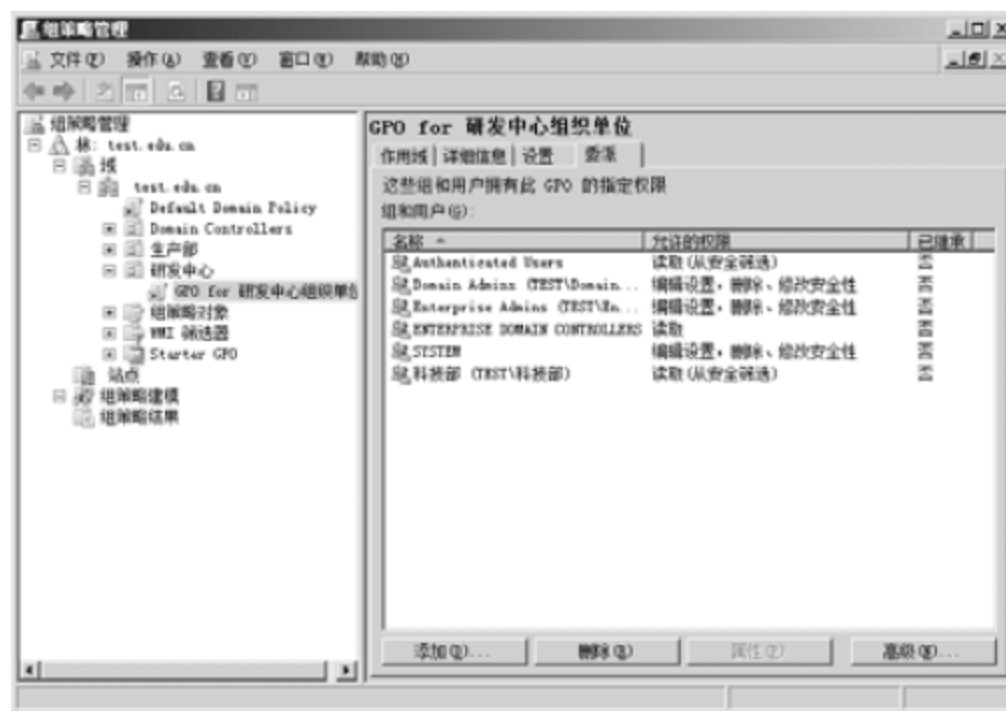 组策略管理
文件(F) 操作(A) 查看(V) 窗口(W) 帮助(H)
组策略管理
林: test.edu.cn
域
test.edu.cn
Default Domain Policy
Domain Controllers
生产部
研发中心
GPO for 研发中心组织单位
组策略对象
WMI 筛选器
Starter GPO
站点
组策略建模
组策略结果
GPO for 研发中心组织单位
作用域 详细信息 设置 委派
这些组和用户拥有此 GPO 的指定权限
组和用户(G):
名称 允许的权限 已继承
Authenticated Users 读取(从安全筛选) 否
Domain Admins (TEST\Domain... 编辑设置，删除、修改安全性 否
Enterprise Admins (TEST\En... 编辑设置，删除、修改安全性 否
ENTERPRISE DOMAIN CONTROLLERS 读取 否
SYSTEM 编辑设置，删除、修改安全性 否
科技部 (TEST\科技部) 读取(从安全筛选) 否
添加(D)... 删除(R) 属性(P) 高级(N)...